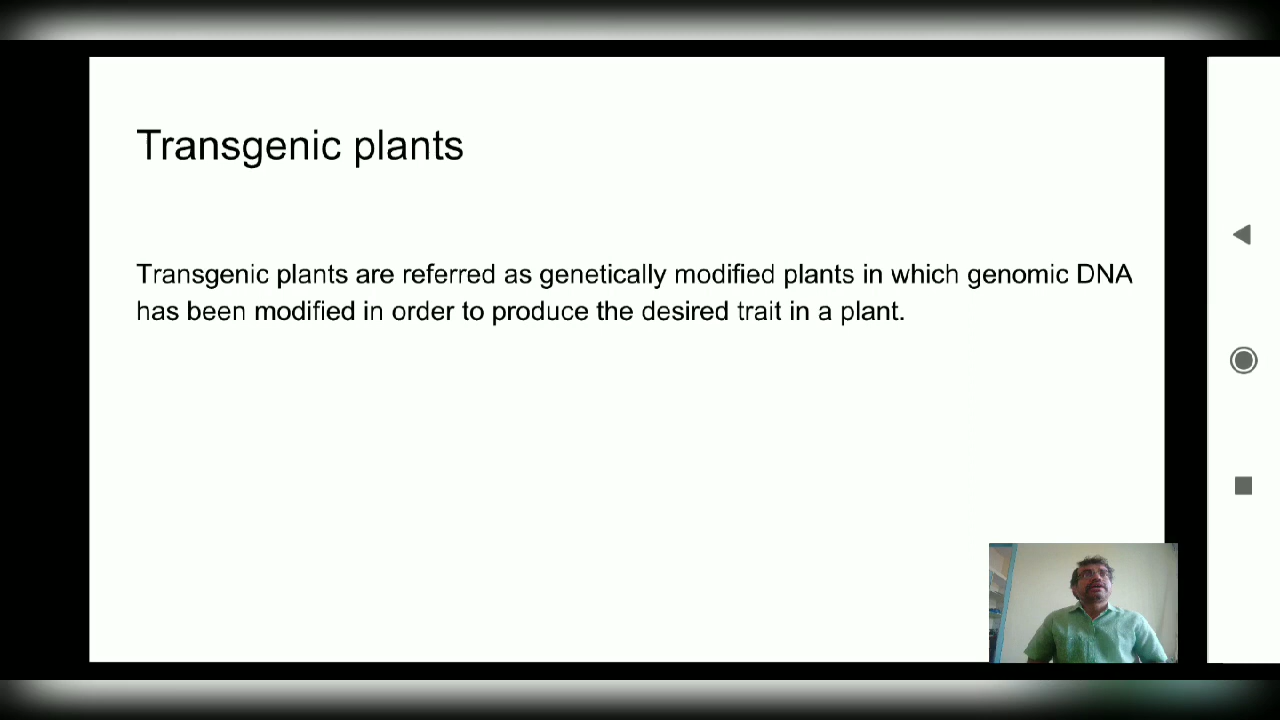 Transgenic plants
Transgenic plants are referred as genetically modified plants in which genomic DNA
has been modified in order to produce the desired trait in a plant.